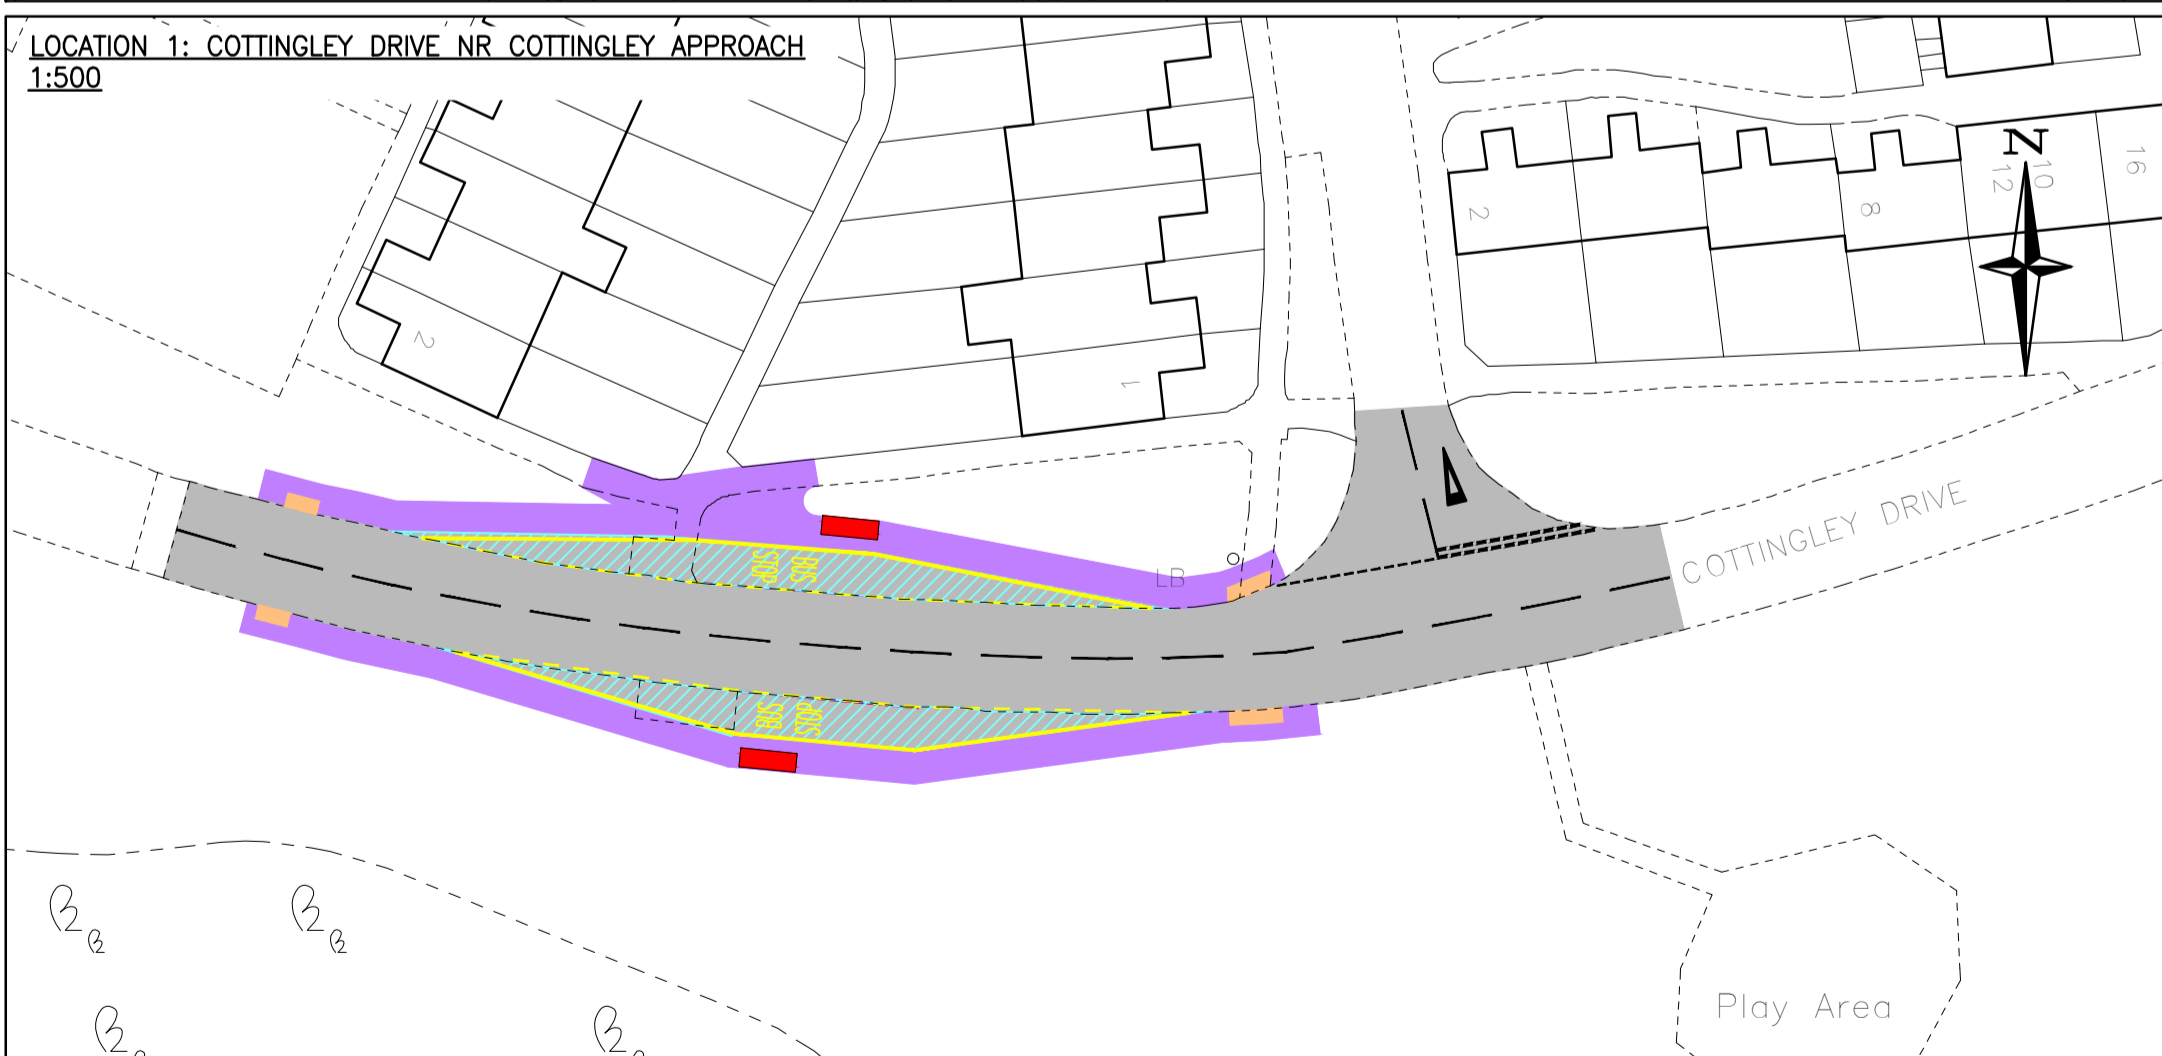 LOCATION 1: COTTINGLEY DRIVE NR COTTINGLEY APPROACH
1:500
N
2
8
12
10
16
2
1
BUS
STOP
LB
COTTINGLEY DRIVE
BUS
STOP
Play Area